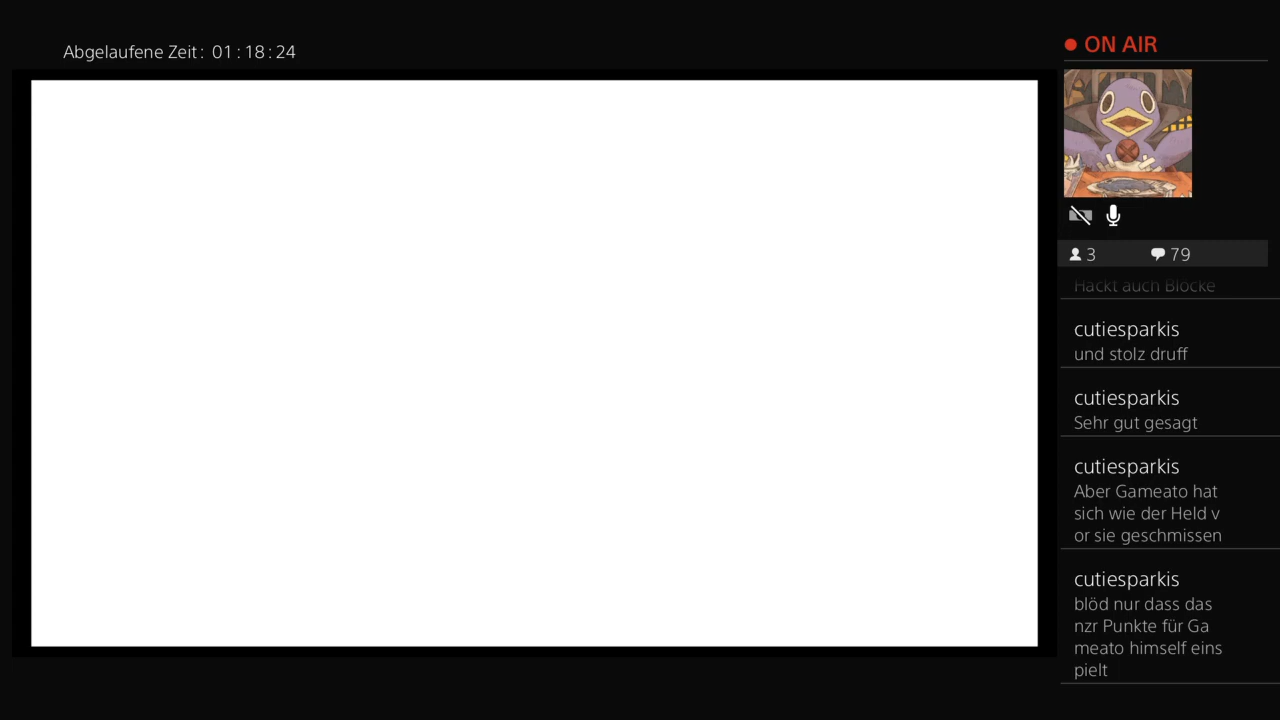 Abgelaufene Zeit: 01:18:24
ON AIR
3 79
Hackt auch Blöcke
cutiesparkis
und stolz druff
cutiesparkis
Sehr gut gesagt
cutiesparkis
Aber Gameato hat
sich wie der Held v
or sie geschmissen
cutiesparkis
blöd nur dass das
nzr Punkte für Ga
meato himself eins
pielt